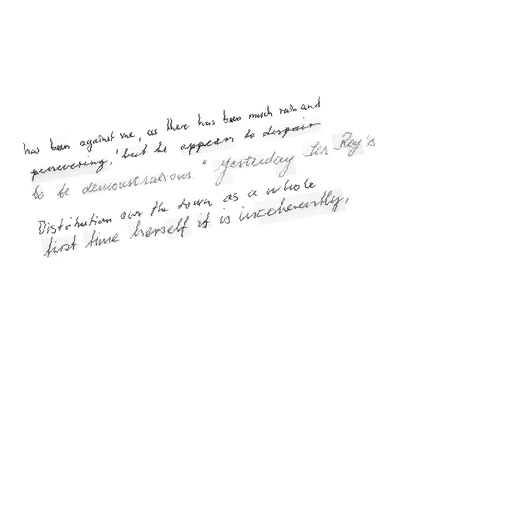 has been against me, as there has been much rain and
persevering, 'but he appears to despair
to be demonstrations. " Yesterday Sir Roy's
Distribution over the town as a whole
first time herself it is incoherently,